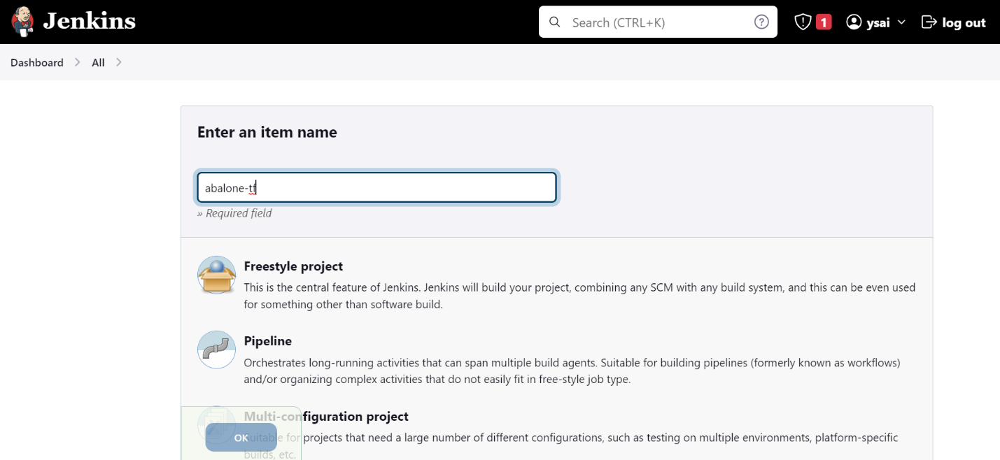 Jenkins
Search (CTRL+K)
1
ysai
log out
Dashboard
All
Enter an item name
abalone-tf
» Required field
Freestyle project
This is the central feature of Jenkins. Jenkins will build your project, combining any SCM with any build system, and this can be even used
for something other than software build.
Pipeline
Orchestrates long-running activities that can span multiple build agents. Suitable for building pipelines (formerly known as workflows)
and/or organizing complex activities that do not easily fit in free-style job type.
Multi-configuration project
OK
Suitable for projects that need a large number of different configurations, such as testing on multiple environments, platform-specific
builds, etc.